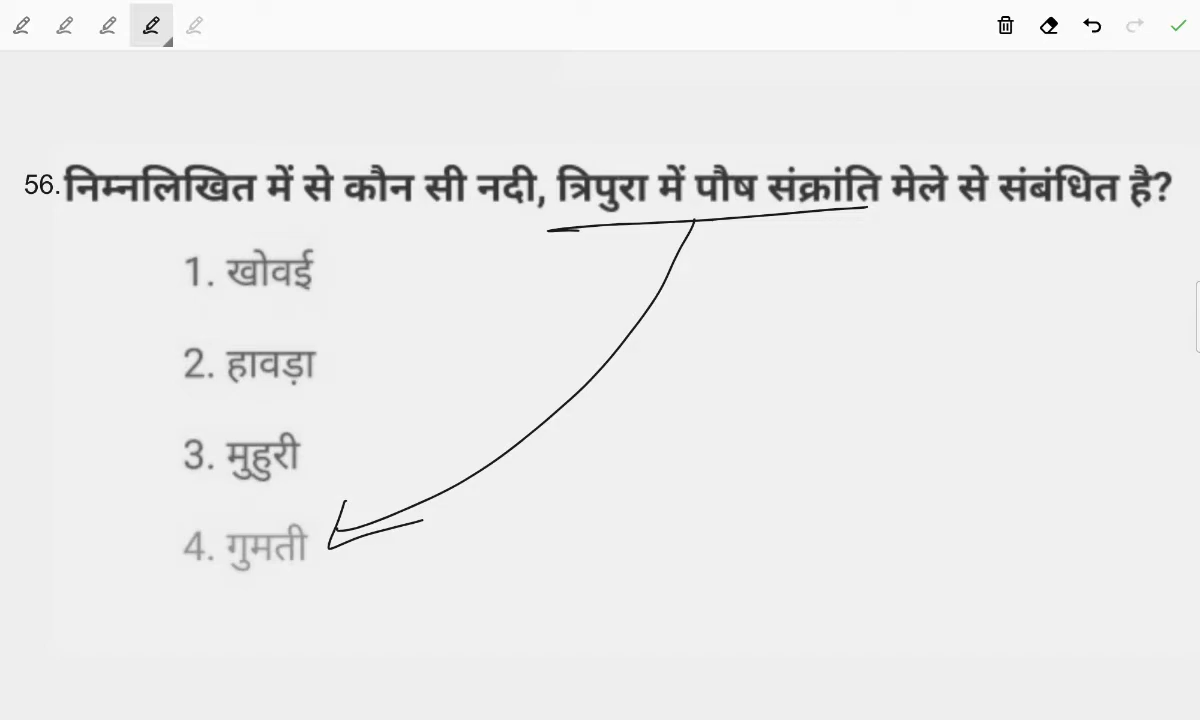 56. निम्नलिखित में से कौन सी नदी, त्रिपुरा में पौष संक्रांति मेले से संबंधित है?
1. खोवई
2. हावड़ा
3. मुहुरी
4. गुमती